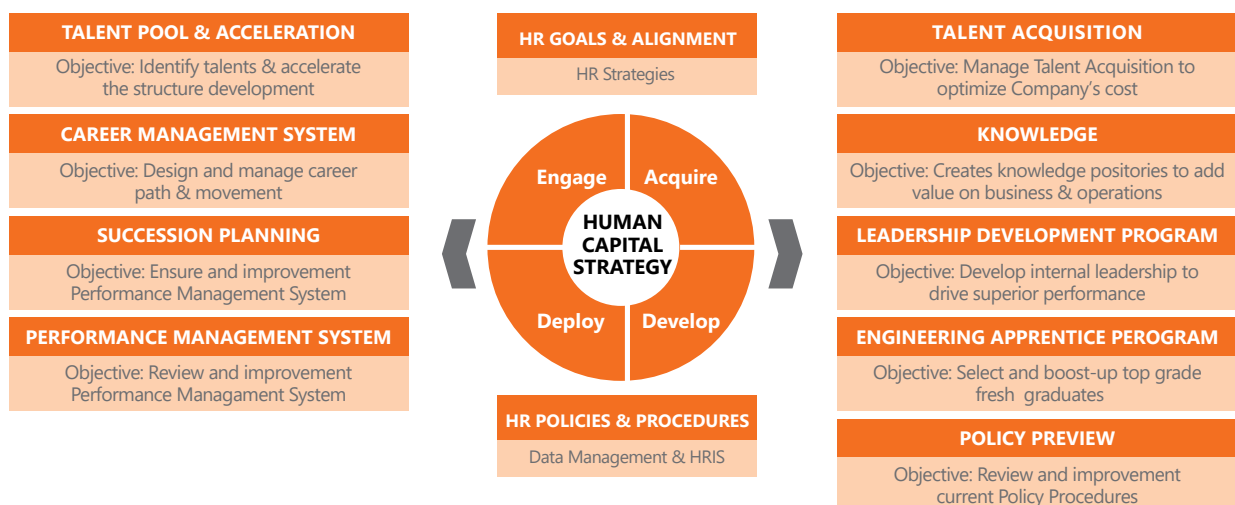 TALENT POOL & ACCELERATION
Objective: Identify talents & accelerate
the structure development
CAREER MANAGEMENT SYSTEM
Objective: Design and manage career
path & movement
SUCCESSION PLANNING
Objective: Ensure and improvement
Performance Management System
PERFORMANCE MANAGEMENT SYSTEM
Objective: Review and improvement
Performance Managament System
HR GOALS & ALIGNMENT
HR Strategies
Engage
Acquire
HUMAN
CAPITAL
STRATEGY
Deploy
Develop
HR POLICIES & PROCEDURES
Data Management & HRIS
TALENT ACQUISITION
Objective: Manage Talent Acquisition to
optimize Company’s cost
KNOWLEDGE
Objective: Creates knowledge positories to add
value on business & operations
LEADERSHIP DEVELOPMENT PROGRAM
Objective: Develop internal leadership to
drive superior performance
ENGINEERING APPRENTICE PEROGRAM
Objective: Select and boost-up top grade
fresh graduates
POLICY PREVIEW
Objective: Review and improvement
current Policy Procedures